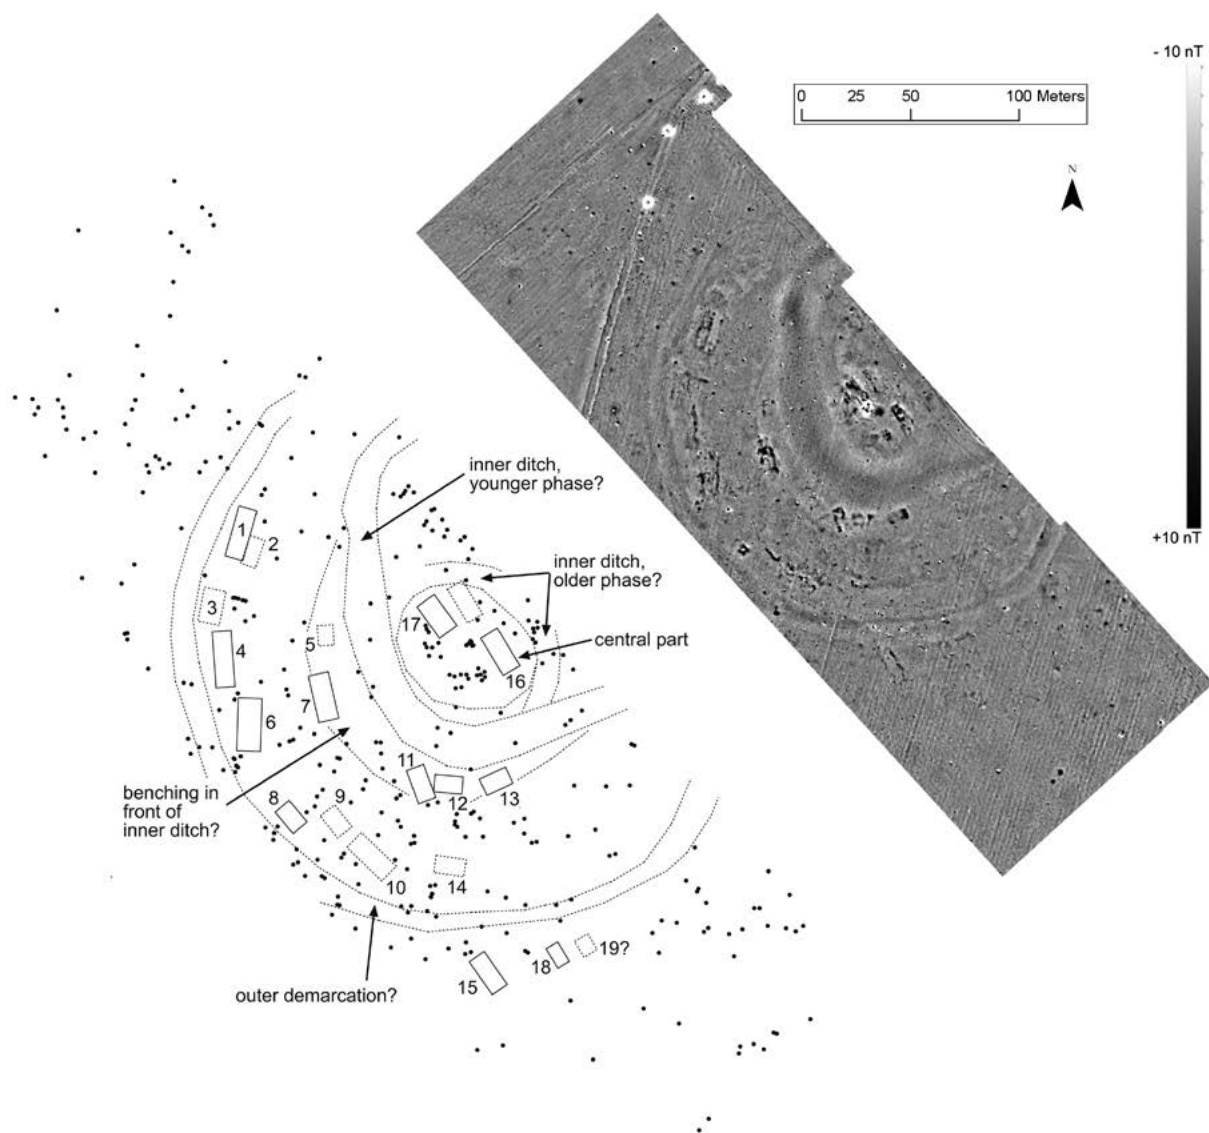 - 10 nT
0 25 50 100 Meters
N
+10 nT
inner ditch,
younger phase?
inner ditch,
older phase?
central part
1
2
3
17
5
4
16
7
6
11
12
13
benching in
front of
inner ditch?
8
9
10
14
outer demarcation?
15
18
19?